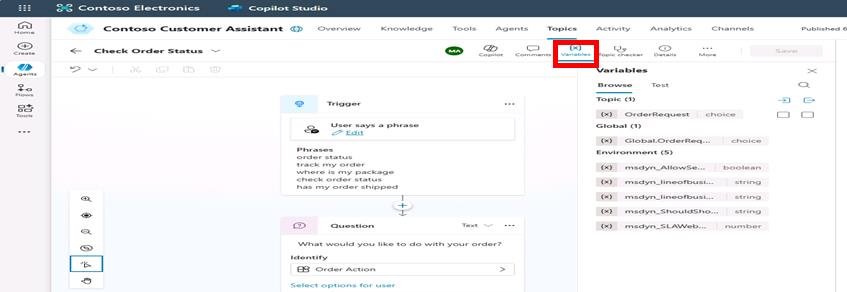 Contoso Electronics Copilot Studio
Home
Create
Agents
Flows
Tools
Contoso Customer Assistant Overview Knowledge Tools Agents Topics Activity Analytics Channels Published 6
Check Order Status
MA Copilot Comments Variables Topic checker Details More Save
Trigger
User says a phrase
Edit
Phrases
order status
track my order
where is my package
check order status
has my order shipped
Question Text
What would you like to do with your order?
Identify
Order Action
Select options for user
Variables
Browse Test
Topic (1)
(x) OrderRequest choice
Global (1)
(x) Global.OrderReq... choice
Environment (5)
(x) msdyn_AllowSe... boolean
(x) msdyn_lineofbusi... string
(x) msdyn_lineofbusi... string
(x) msdyn_ShouldSho... string
(x) msdyn_SLAWeb... number